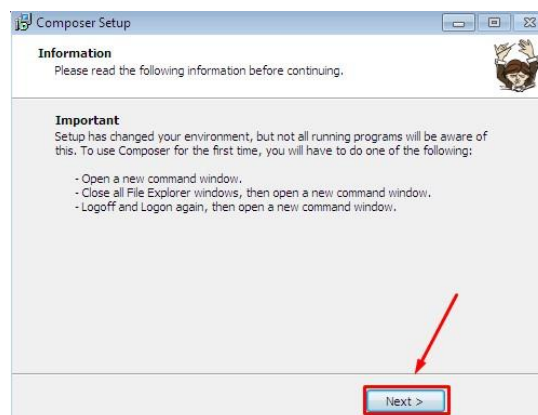 Composer Setup
Information
Please read the following information before continuing.
Important
Setup has changed your environment, but not all running programs will be aware of
this. To use Composer for the first time, you will have to do one of the following:
- Open a new command window.
- Close all File Explorer windows, then open a new command window.
- Logoff and Logon again, then open a new command window.
Next >